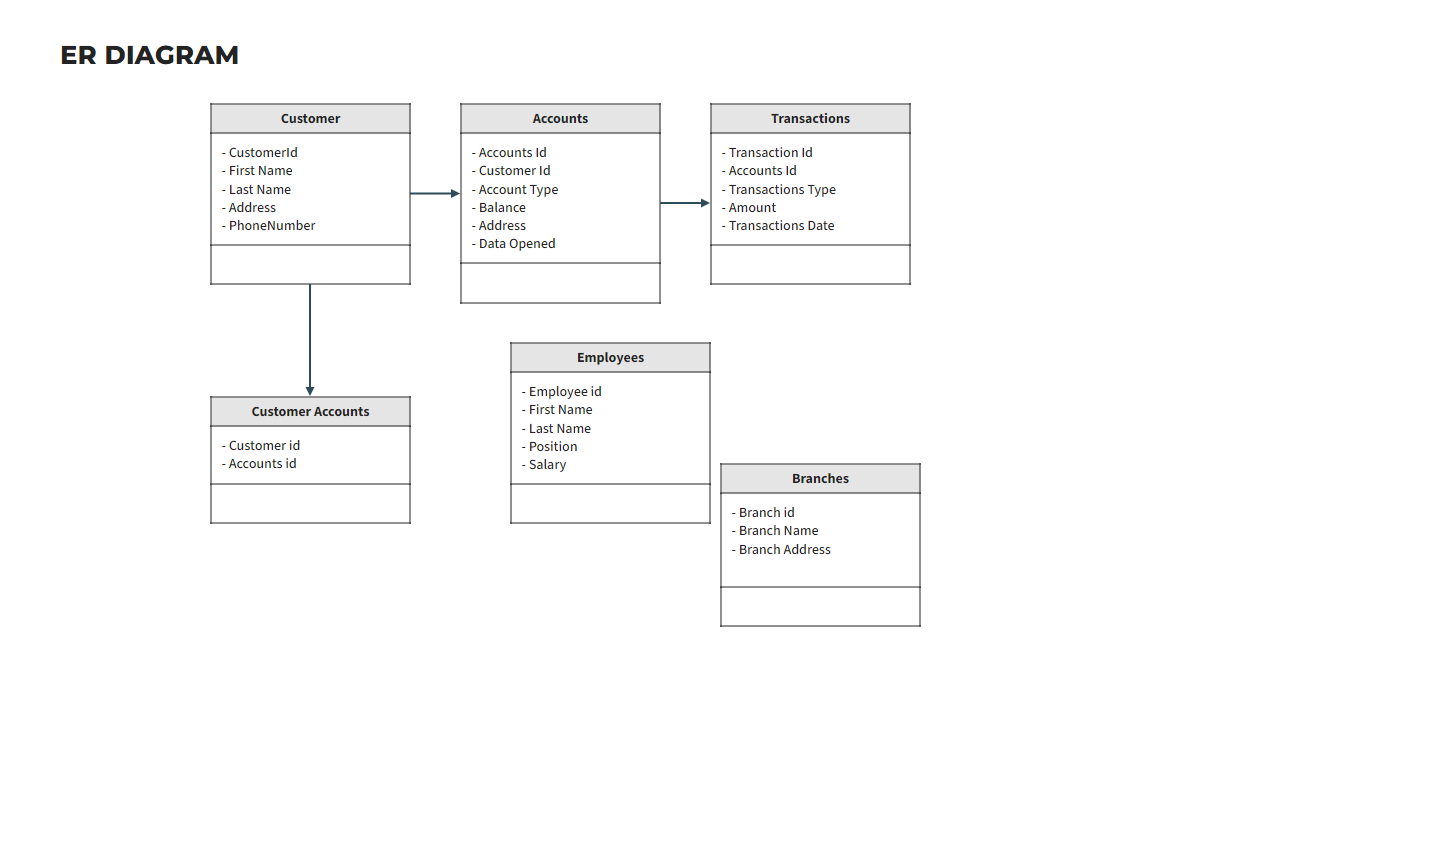 ER DIAGRAM
Customer
- CustomerId
- First Name
- Last Name
- Address
- PhoneNumber
Accounts
- Accounts Id
- Customer Id
- Account Type
- Balance
- Address
- Data Opened
Transactions
- Transaction Id
- Accounts Id
- Transactions Type
- Amount
- Transactions Date
Customer Accounts
- Customer id
- Accounts id
Employees
- Employee id
- First Name
- Last Name
- Position
- Salary
Branches
- Branch id
- Branch Name
- Branch Address